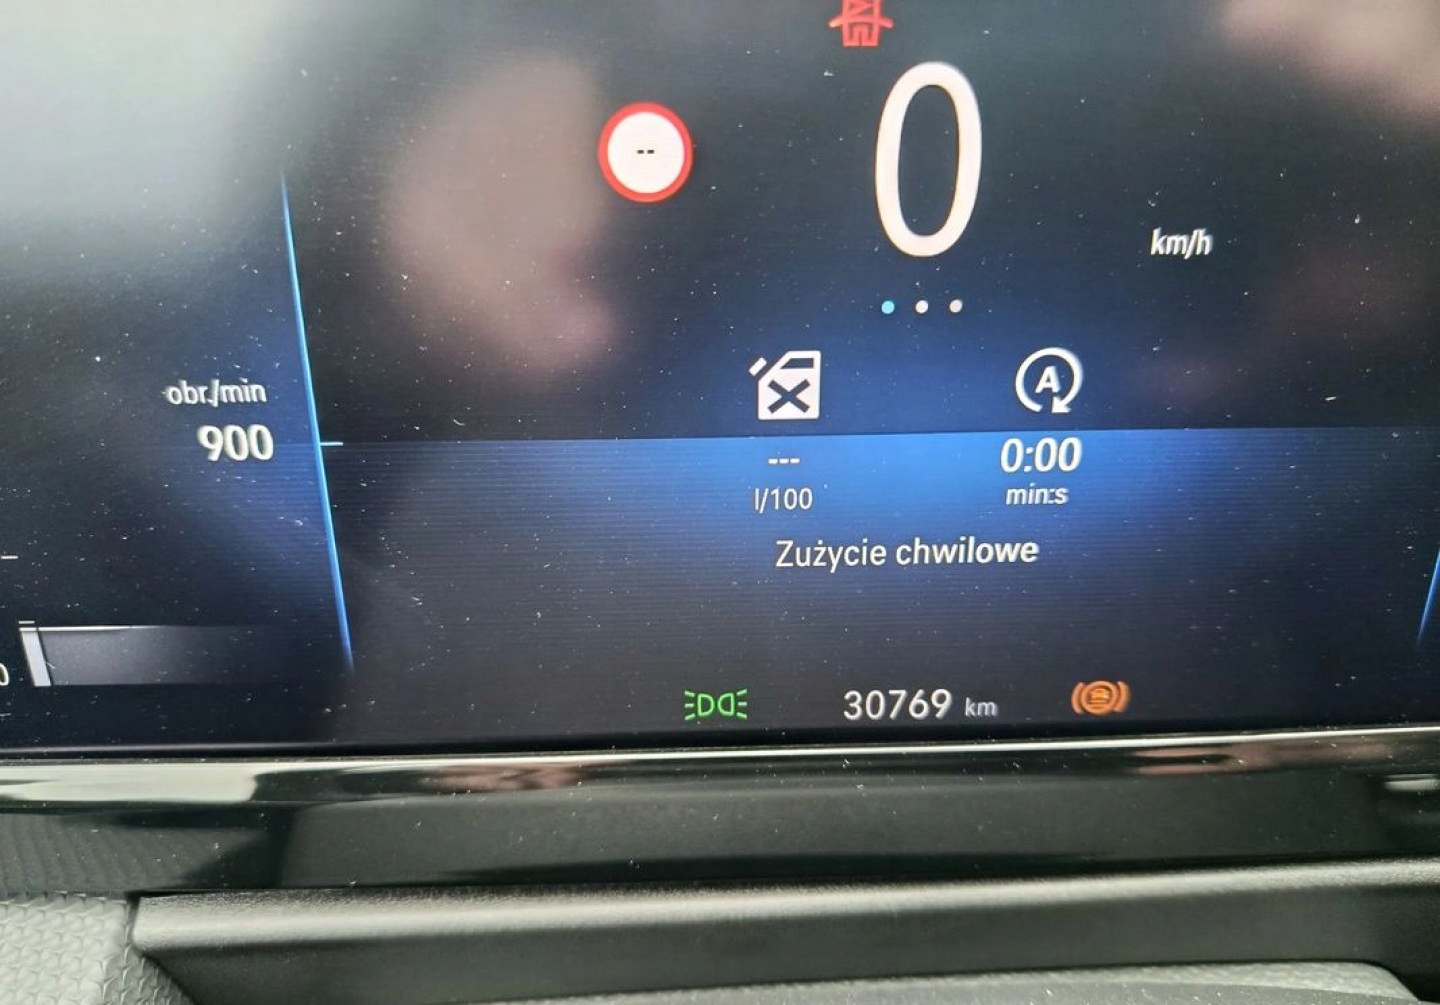 0
--
km/h
obr./min
900
A
---
0:00
l/100
min:s
Zużycie chwilowe
30769 km